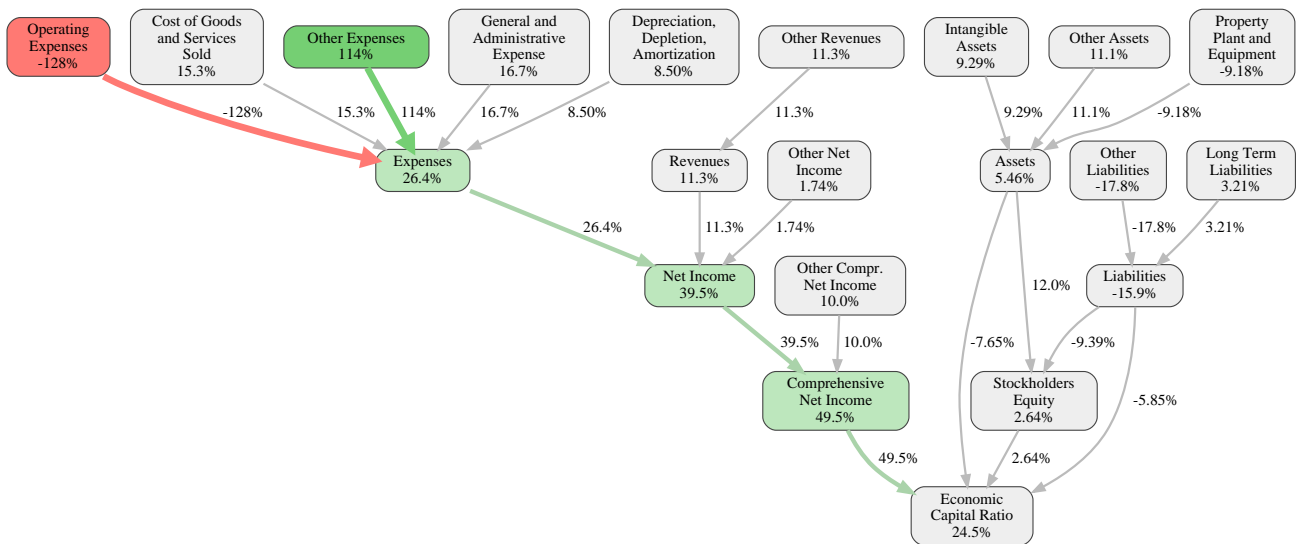 Operating
Expenses
-128%
Cost of Goods
and Services
Sold
15.3%
Other Expenses
114%
General and
Administrative
Expense
16.7%
Depreciation,
Depletion,
Amortization
8.50%
Other Revenues
11.3%
Intangible
Assets
9.29%
Other Assets
11.1%
Property
Plant and
Equipment
-9.18%
-128%
15.3%
114%
16.7%
8.50%
11.3%
9.29%
11.1%
-9.18%
Expenses
26.4%
Revenues
11.3%
Other Net
Income
1.74%
Assets
5.46%
Other
Liabilities
-17.8%
Long Term
Liabilities
3.21%
26.4%
11.3%
1.74%
-17.8%
3.21%
Net Income
39.5%
Other Compr.
Net Income
10.0%
12.0%
Liabilities
-15.9%
39.5%
10.0%
-7.65%
-9.39%
Comprehensive
Net Income
49.5%
Stockholders
Equity
2.64%
-5.85%
49.5%
2.64%
Economic
Capital Ratio
24.5%